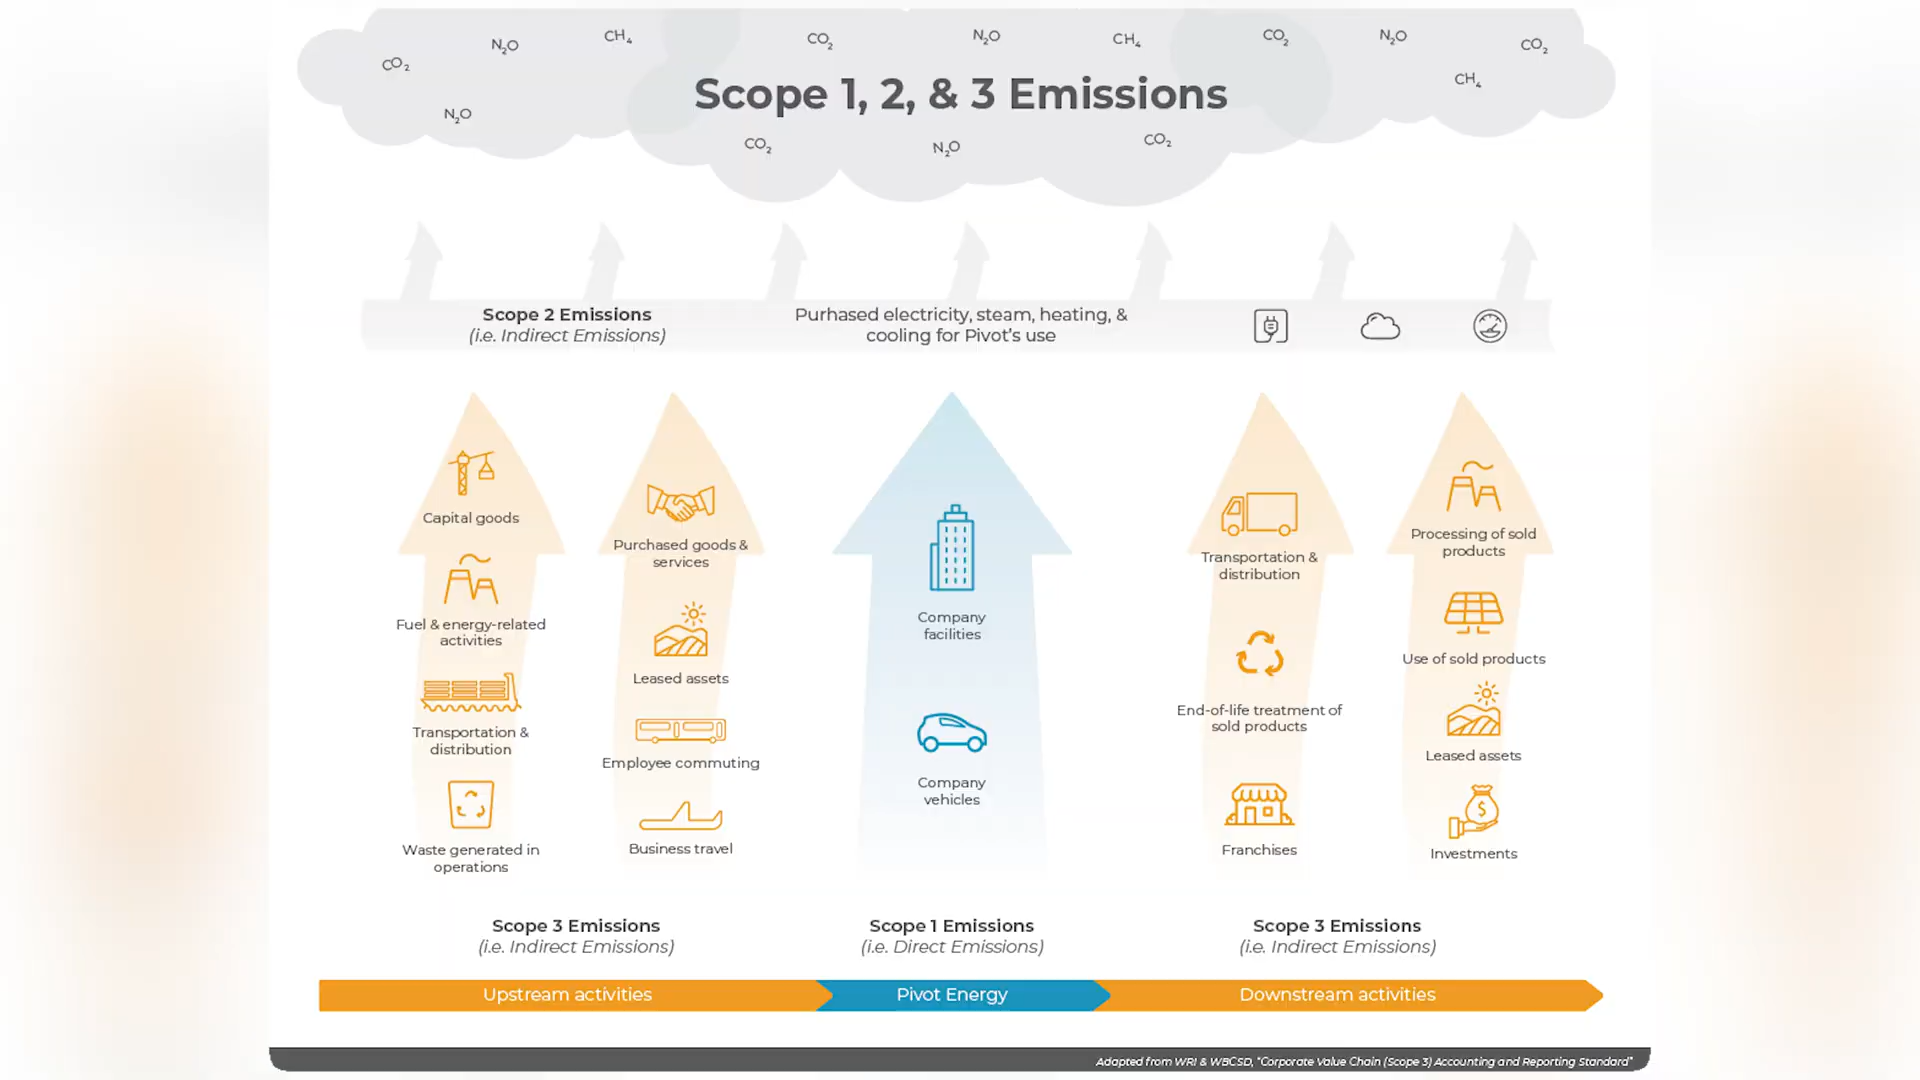 CO2
N2O
CH4
CO2
N2O
CH4
CO2
N2O
CO2
CH4
N2O
Scope 1, 2, & 3 Emissions
CO2
N2O
CO2
Scope 2 Emissions
(i.e. Indirect Emissions)
Purhased electricity, steam, heating, &
cooling for Pivot's use
Capital goods
Fuel & energy-related
activities
Transportation &
distribution
Waste generated in
operations
Purchased goods &
services
Leased assets
Employee commuting
Business travel
Company
facilities
Company
vehicles
Transportation &
distribution
End-of-life treatment of
sold products
Franchises
Processing of sold
products
Use of sold products
Leased assets
$
Investments
Scope 3 Emissions
(i.e. Indirect Emissions)
Scope 1 Emissions
(i.e. Direct Emissions)
Scope 3 Emissions
(i.e. Indirect Emissions)
Upstream activities
Pivot Energy
Downstream activities
Adapted from WRI & WBCSD, "Corporate Value Chain (Scope 3) Accounting and Reporting Standard"